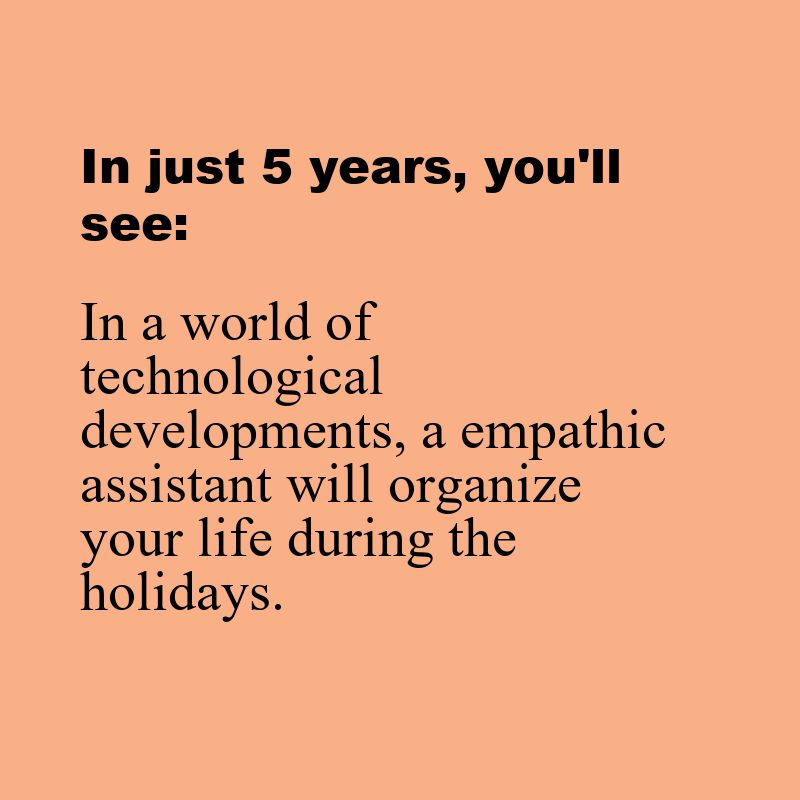 In just 5 years, you'll
see:
In a world of
technological
developments, a empathic
assistant will organize
your life during the
holidays.